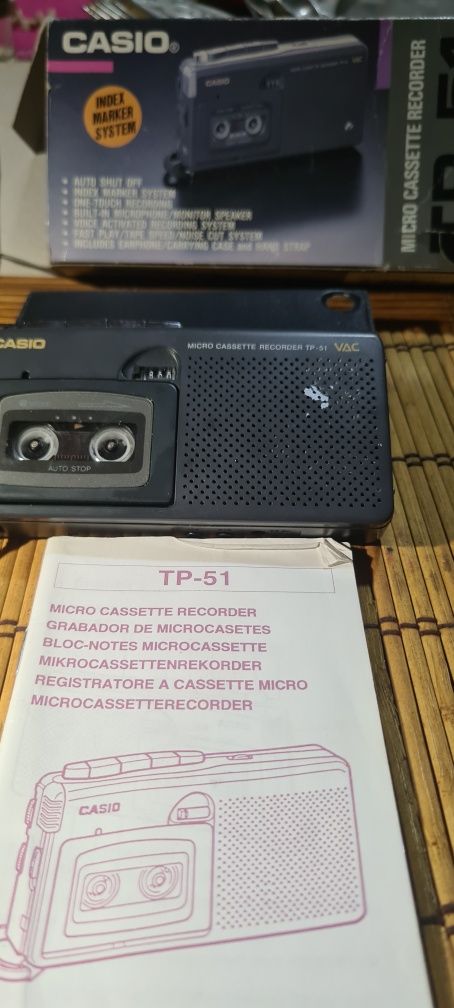 CASIO®
INDEX
MARKER
SYSTEM
CASIO
• AUTO SHUT OFF
• INDEX MARKER SYSTEM
• ONE-TOUCH RECORDING
• BUILT-IN MICROPHONE/MONITOR SPEAKER
• VOICE ACTIVATED RECORDING SYSTEM
• FAST PLAY/TAPE SPEED/NOISE CUT SYSTEM
• INCLUDES EARPHONE/CARRYING CASE and HAND STRAP
MICRO CASSETTE RECORDER
CASIO
MICRO CASSETTE RECORDER TP-51 VAC
AUTO STOP
TP-51
MICRO CASSETTE RECORDER
GRABADOR DE MICROCASETES
BLOC-NOTES MICROCASSETTE
MIKROCASSETTENREKORDER
REGISTRATORE A CASSETTE MICRO
MICROCASSETTERECORDER
CASIO